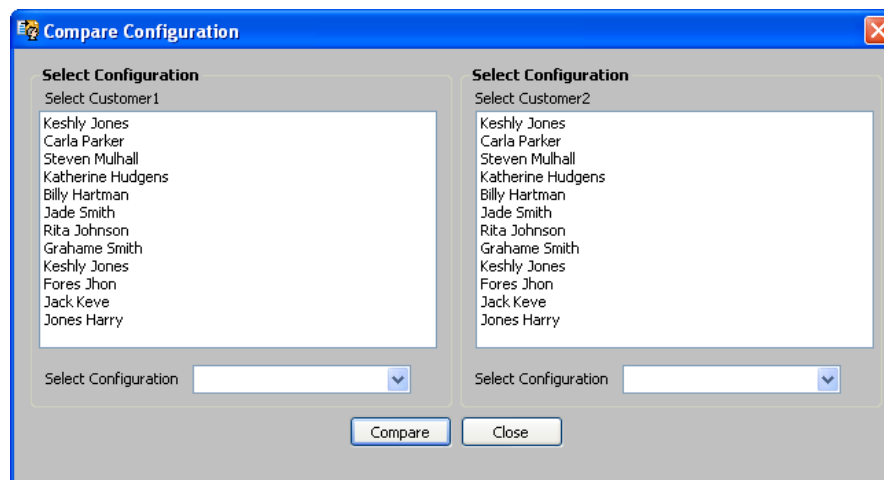 Compare Configuration
Select Configuration
Select Customer1
Keshly Jones
Carla Parker
Steven Mulhall
Katherine Hudgens
Billy Hartman
Jade Smith
Rita Johnson
Grahame Smith
Keshly Jones
Fores Jhon
Jack Keve
Jones Harry
Select Configuration
Select Configuration
Select Customer2
Keshly Jones
Carla Parker
Steven Mulhall
Katherine Hudgens
Billy Hartman
Jade Smith
Rita Johnson
Grahame Smith
Keshly Jones
Fores Jhon
Jack Keve
Jones Harry
Select Configuration
Compare
Close